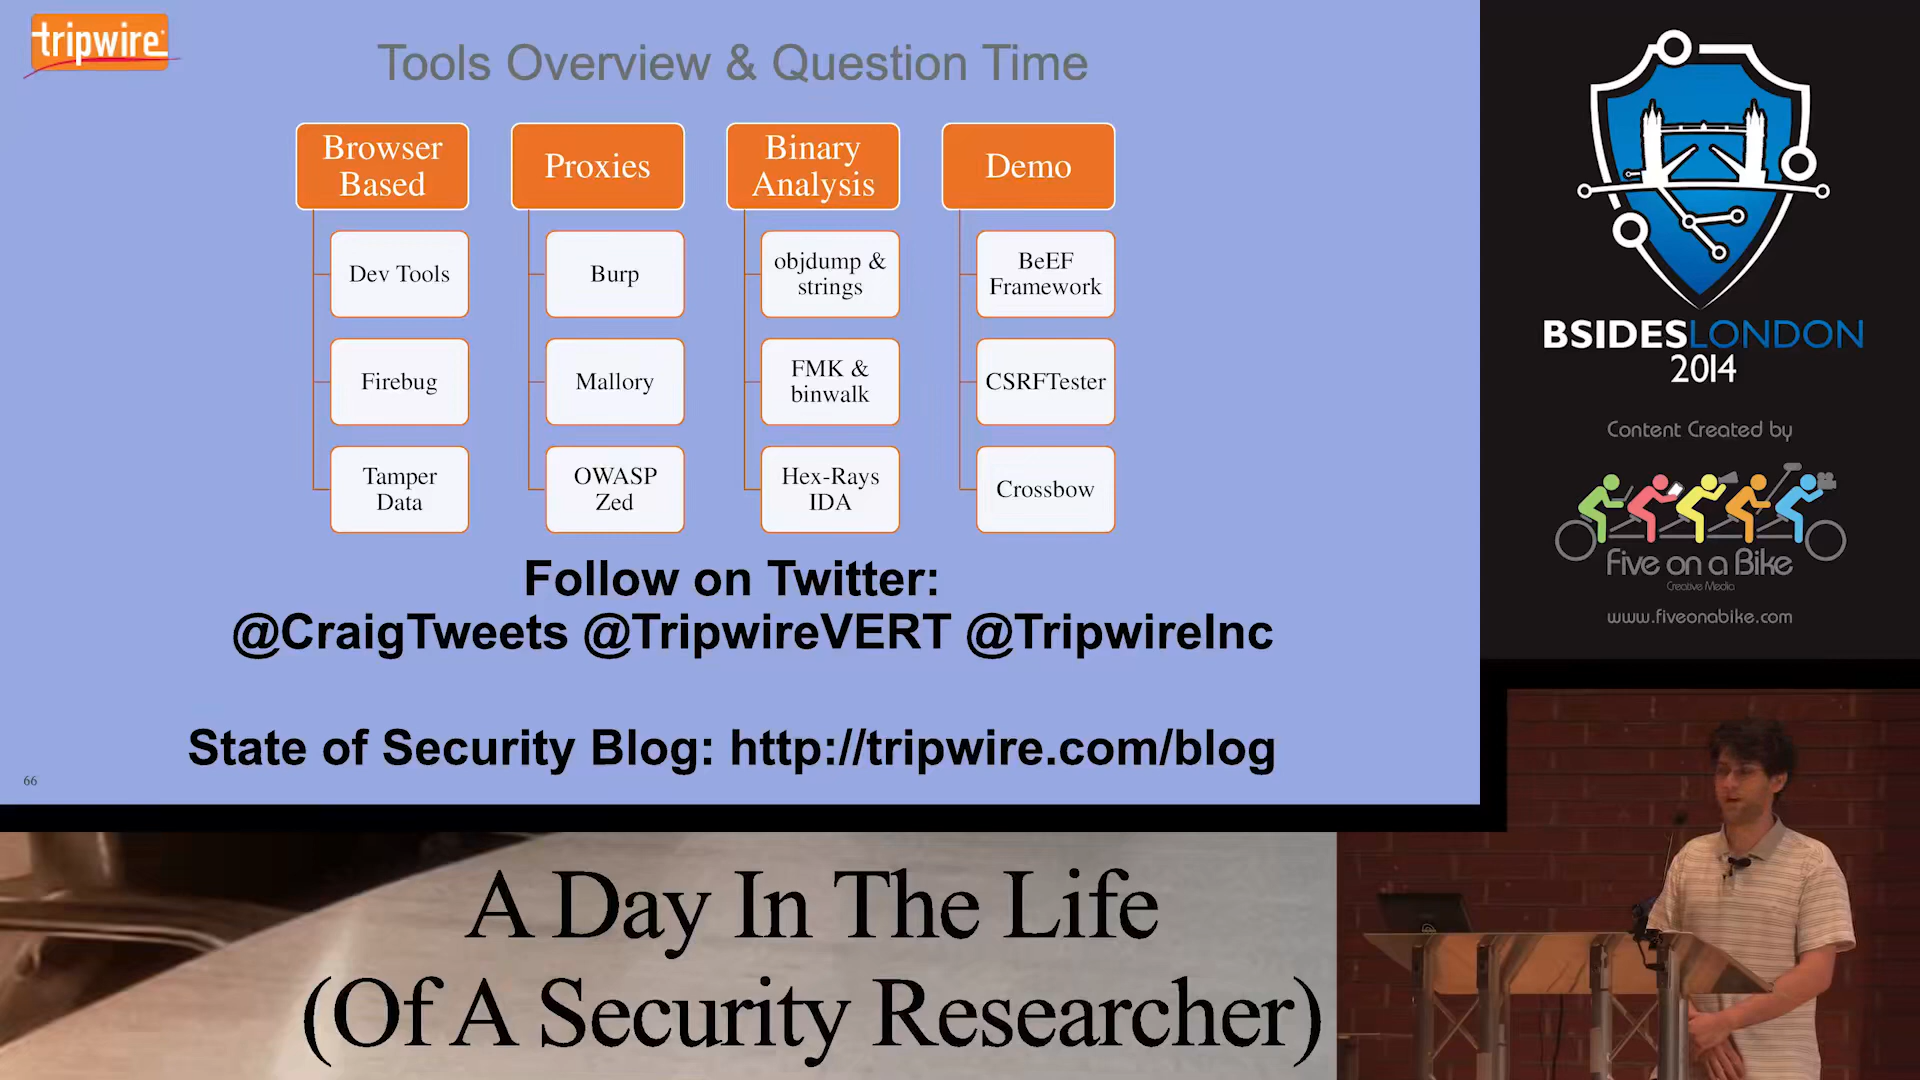 tripwire
Tools Overview & Question Time
Browser
Based
Dev Tools
Firebug
Tamper
Data
Proxies
Burp
Mallory
OWASP
Zed
Binary
Analysis
objdump &
strings
FMK &
binwalk
Hex-Rays
IDA
Demo
BeEF
Framework
CSRFTester
Crossbow
Follow on Twitter:
@CraigTweets @TripwireVERT @TripwireInc
State of Security Blog: http://tripwire.com/blog
66
BSIDESLONDON
2014
Content Created by
Five on a Bike
Creative Media
www.fiveonabike.com
A Day In The Life
(Of A Security Researcher)